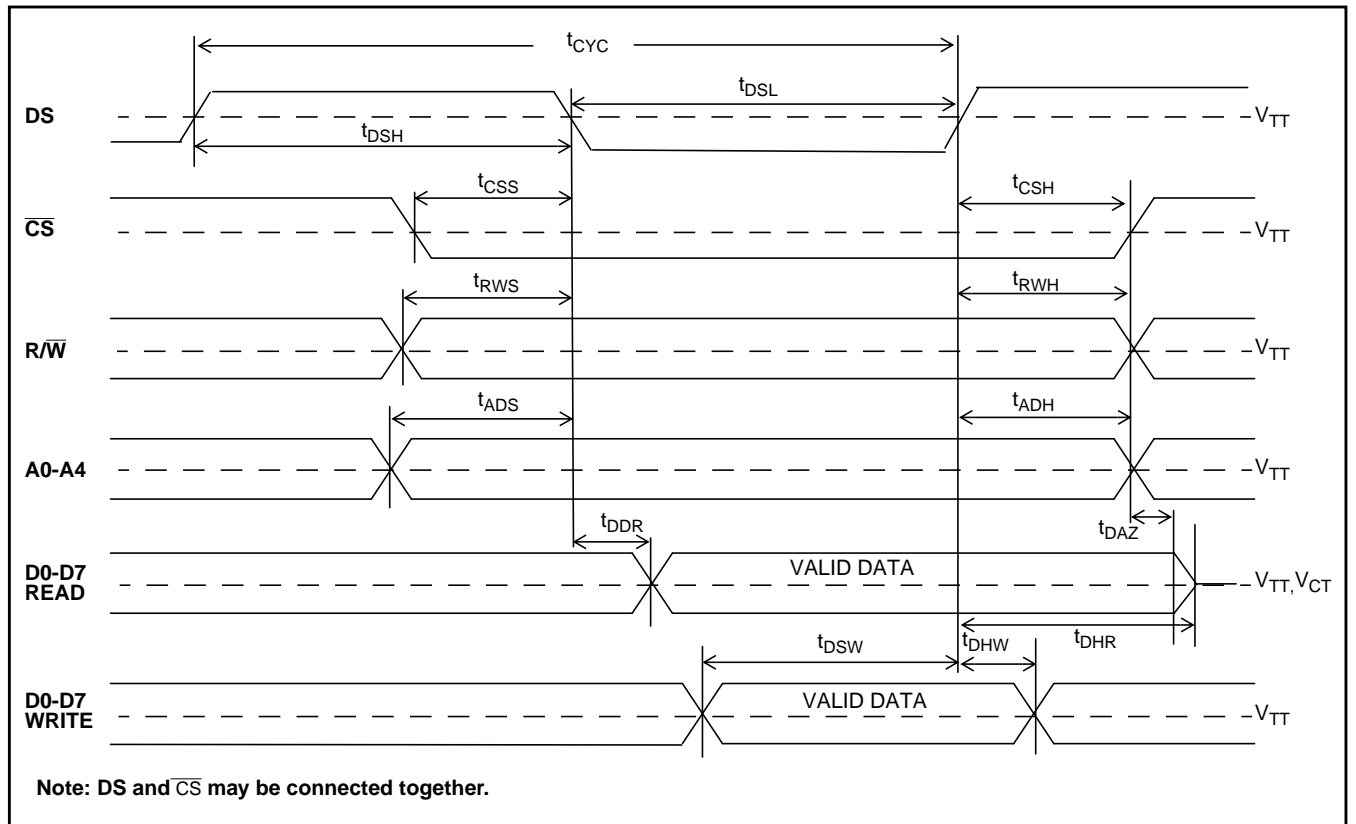 tCYC
tDSL
DS
VTT
tDSH
tCSS
tCSH
CS
VTT
tRWS
tRWH
R/W
VTT
tADS
tADH
A0-A4
VTT
tDDR
tDAZ
D0-D7
READ
VALID DATA
VTT,VCT
tDSW
tDHW
tDHR
D0-D7
WRITE
VALID DATA
VTT
Note: DS and CS may be connected together.